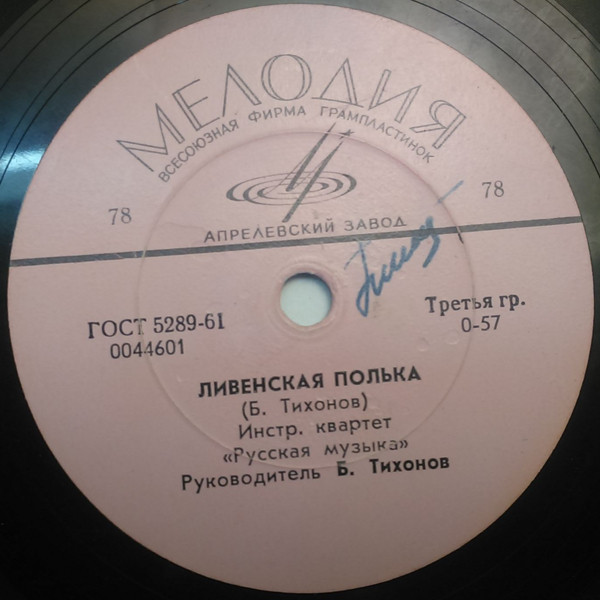 МЕЛОДИЯ
ВСЕСОЮЗНАЯ ФИРМА ГРАМПЛАСТИНОК
78
78
АПРЕЛЕВСКИЙ ЗАВОД
ГОСТ 5289-61
0044601
Третья гр.
0-57
ЛИВЕНСКАЯ ПОЛЬКА
(Б. Тихонов)
Инстр. квартет
«Русская музыка»
Руководитель Б. Тихонов